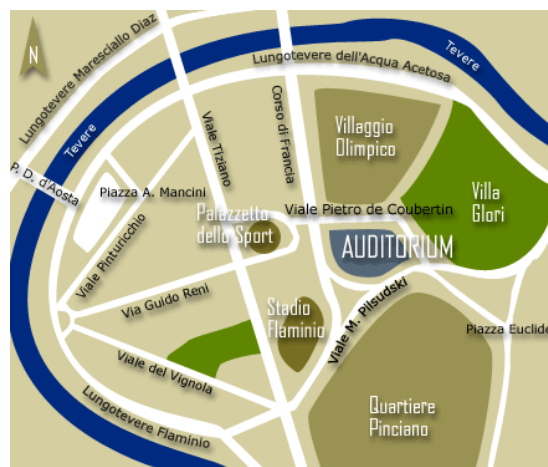 N
Lungotevere Maresciallo Diaz
Tevere
Lungotevere dell'Acqua Acetosa
Tevere
Corso di Francia
Viale Tiziano
Villaggio
Olimpico
P. D. d'Aosta
Piazza A. Mancini
Villa
Glori
Palazzetto
dello Sport
Viale Pietro de Coubertin
Viale Pinturicchio
AUDITORIUM
Via Guido Reni
Stadio
Flaminio
Viale M. Pilsudski
Piazza Euclide
Viale del Vignola
Lungotevere Flaminio
Quartiere
Pinciano